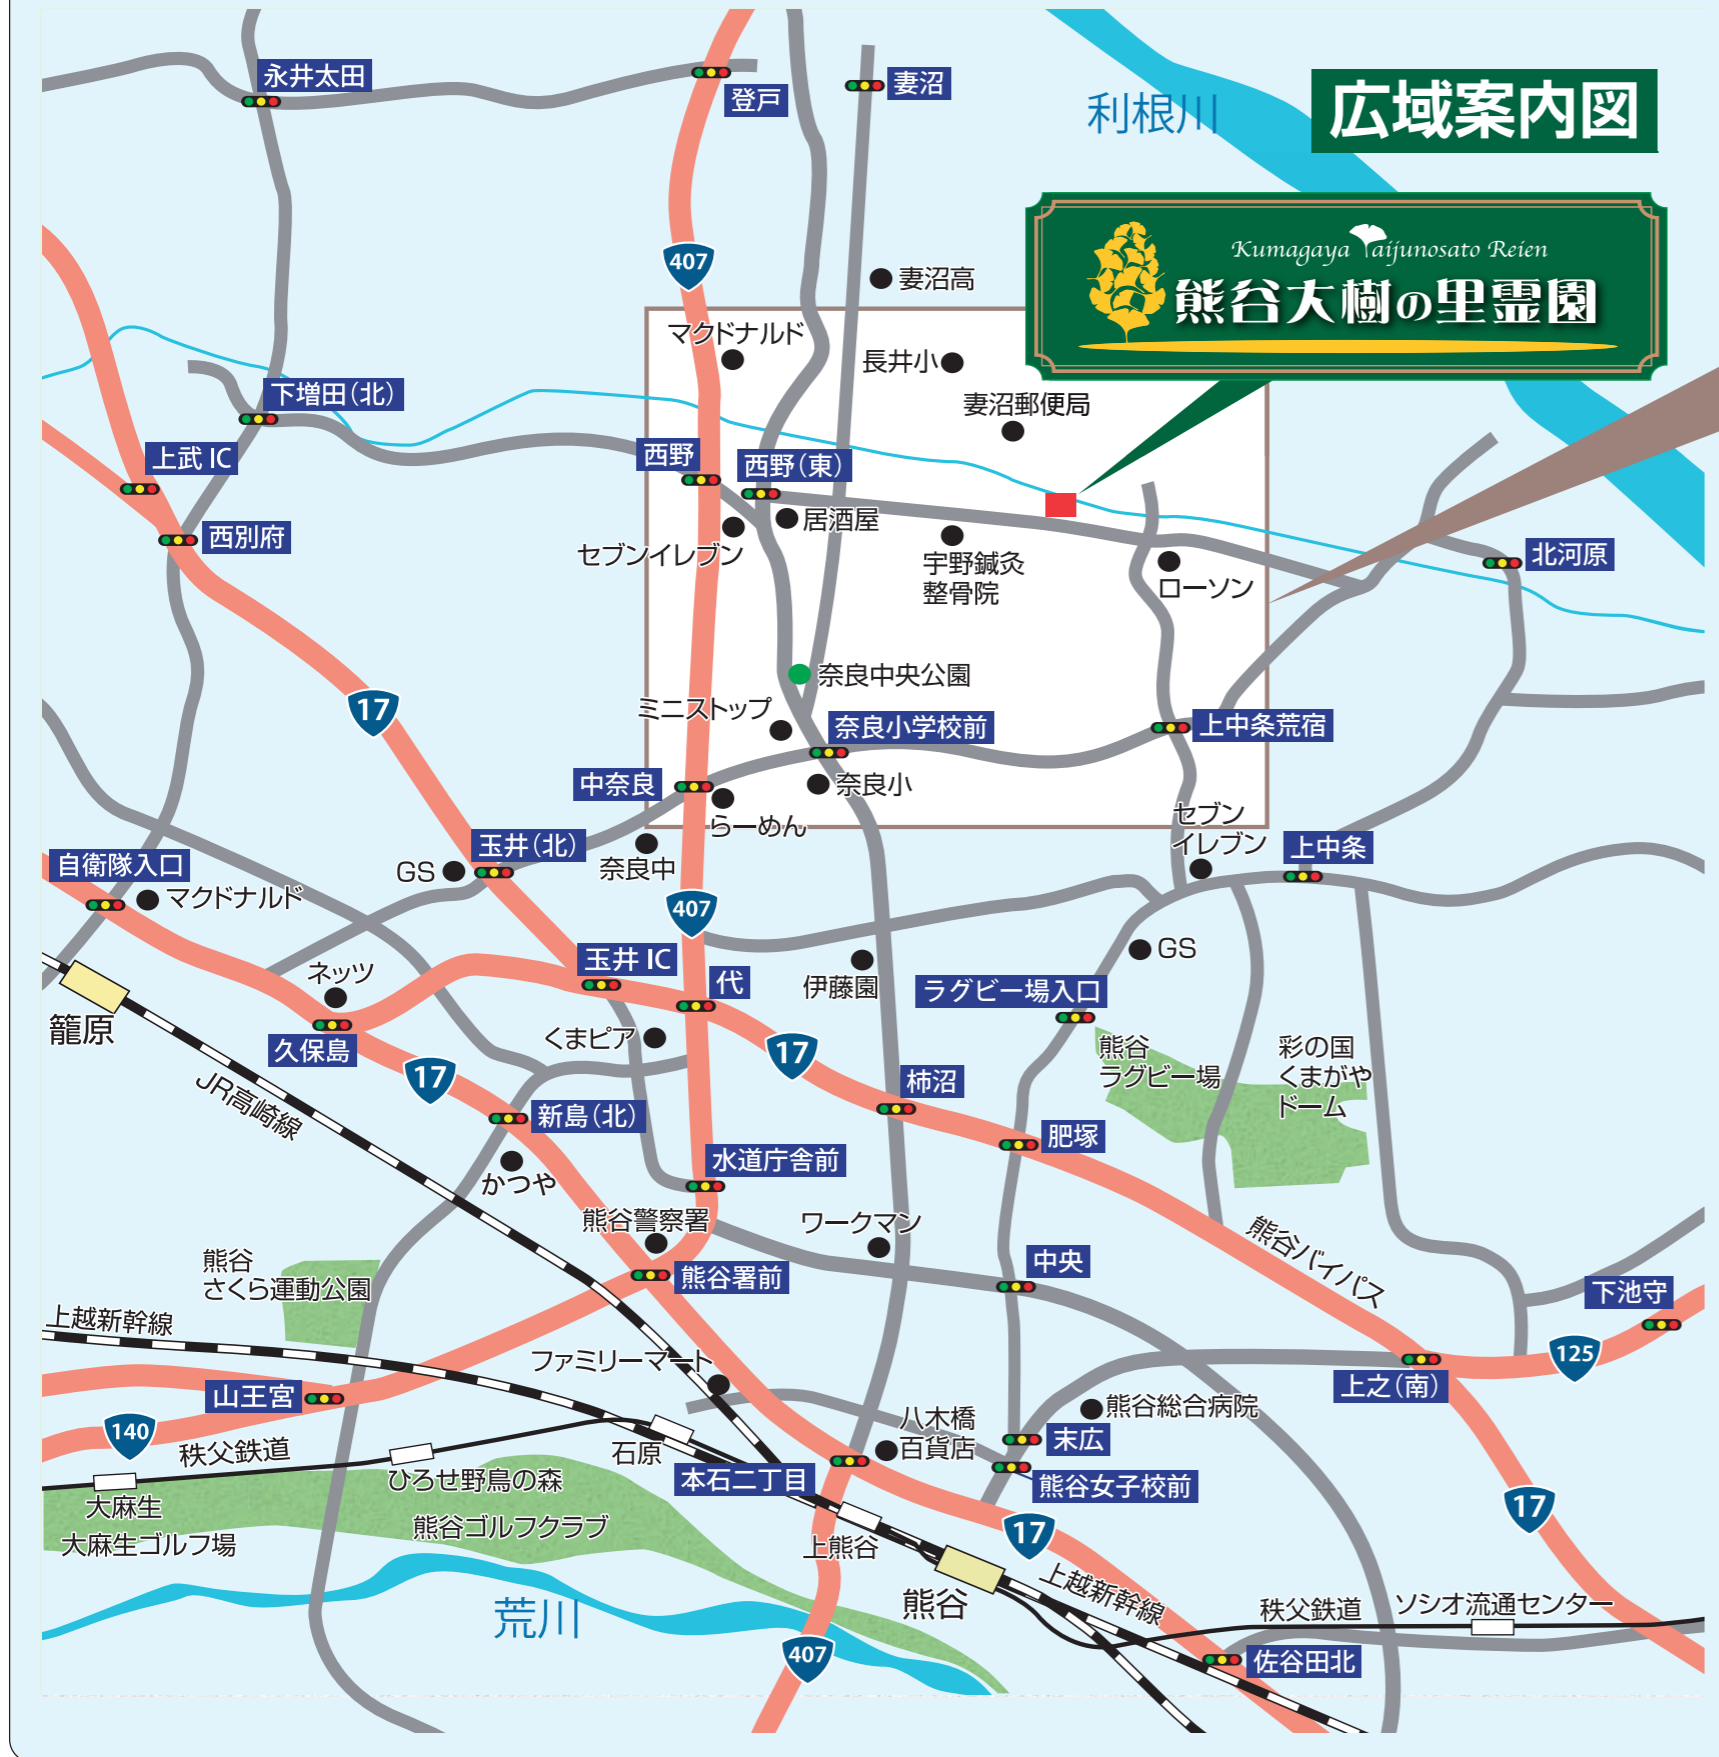 永井太田
登戸
妻沼
利根川
広域案内図
Kumagaya Taijunosato Reien
熊谷大樹の里霊園
407
妻沼高
マクドナルド
長井小
妻沼郵便局
下増田（北）
上武 IC
西野
西野（東）
居酒屋
西別府
セブンイレブン
宇野鍼灸
整骨院
ローソン
北河原
奈良中央公園
17
ミニストップ
奈良小学校前
上中条荒宿
中奈良
奈良小
らーめん
セブン
イレブン
上中条
玉井（北）
GS
奈良中
自衛隊入口
マクドナルド
407
GS
玉井 IC
代
伊藤園
ラグビー場入口
ネッツ
籠原
久保島
くまピア
17
熊谷
ラグビー場
彩の国
くまがや
ドーム
17
柿沼
JR高崎線
新島（北）
肥塚
かつや
水道庁舎前
熊谷警察署
ワークマン
熊谷バイパス
熊谷
さくら運動公園
熊谷署前
中央
下池守
上越新幹線
ファミリーマート
125
山王宮
上之（南）
140
秩父鉄道
石原
八木橋
百貨店
熊谷総合病院
末広
ひろせ野鳥の森
本石二丁目
熊谷女子校前
大麻生
17
熊谷ゴルフクラブ
17
大麻生ゴルフ場
上熊谷
荒川
熊谷
上越新幹線
秩父鉄道
ソシオ流通センター
407
佐谷田北